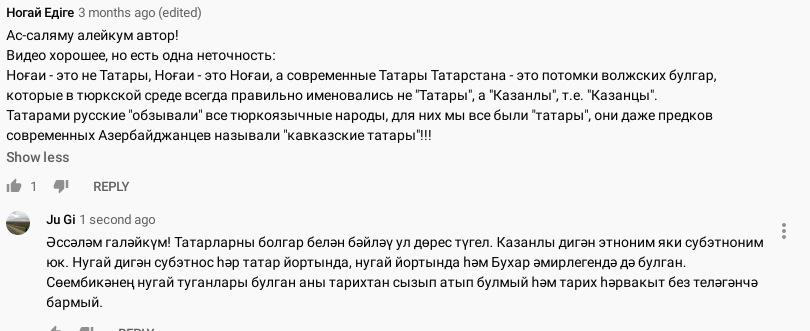 Ногай Едіге 3 months ago (edited)
Ас-саляму алейкум автор!
Видео хорошее, но есть одна неточность:
Ноғаи - это не Татары, Ноғаи - это Ноғаи, а современные Татары Татарстана - это потомки волжских булгар,
которые в тюркской среде всегда правильно именовались не "Татары", а "Казанлы", т.е. "Казанцы".
Татарами русские "обзывали" все тюркоязычные народы, для них мы все были "татары", они даже предков
современных Азербайджанцев называли "кавказские татары"!!!
Show less
1 REPLY
Ju Gi 1 second ago
Әссәләм галәйкүм! Татарларны болгар белән бәйләү ул дөрес түгел. Казанлы дигән этноним яки субэтноним
юк. Нугай дигән субэтнос һәр татар йортында, нугай йортында һәм Бухар әмирлегендә дә булган.
Сөембикәнең нугай туганлары булган аны тарихтан сызып атып булмый һәм тарих һәрвакыт без теләгәнчә
бармый.
REPLY